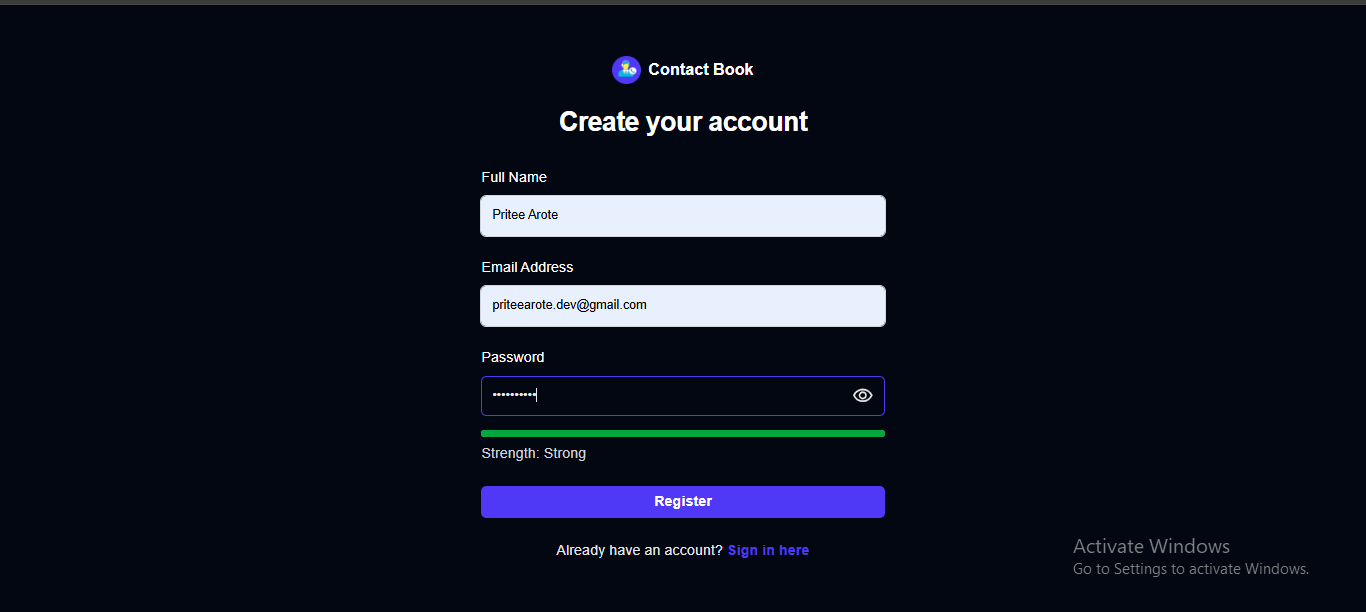 Contact Book
Create your account
Full Name
Pritee Arote
Email Address
priteearote.dev@gmail.com
Password
••••••••••
Strength: Strong
Register
Already have an account? Sign in here
Activate Windows
Go to Settings to activate Windows.